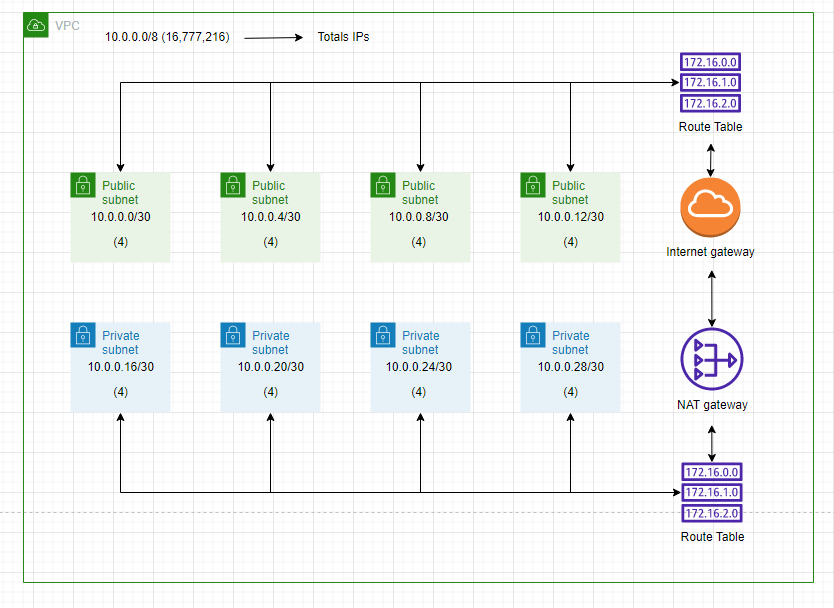 VPC
10.0.0.0/8 (16,777,216)
Totals IPs
172.16.0.0
172.16.1.0
172.16.2.0
Route Table
Public
subnet
10.0.0.0/30
(4)
Public
subnet
10.0.0.4/30
(4)
Public
subnet
10.0.0.8/30
(4)
Public
subnet
10.0.0.12/30
(4)
Internet gateway
Private
subnet
10.0.0.16/30
(4)
Private
subnet
10.0.0.20/30
(4)
Private
subnet
10.0.0.24/30
(4)
Private
subnet
10.0.0.28/30
(4)
NAT gateway
172.16.0.0
172.16.1.0
172.16.2.0
Route Table